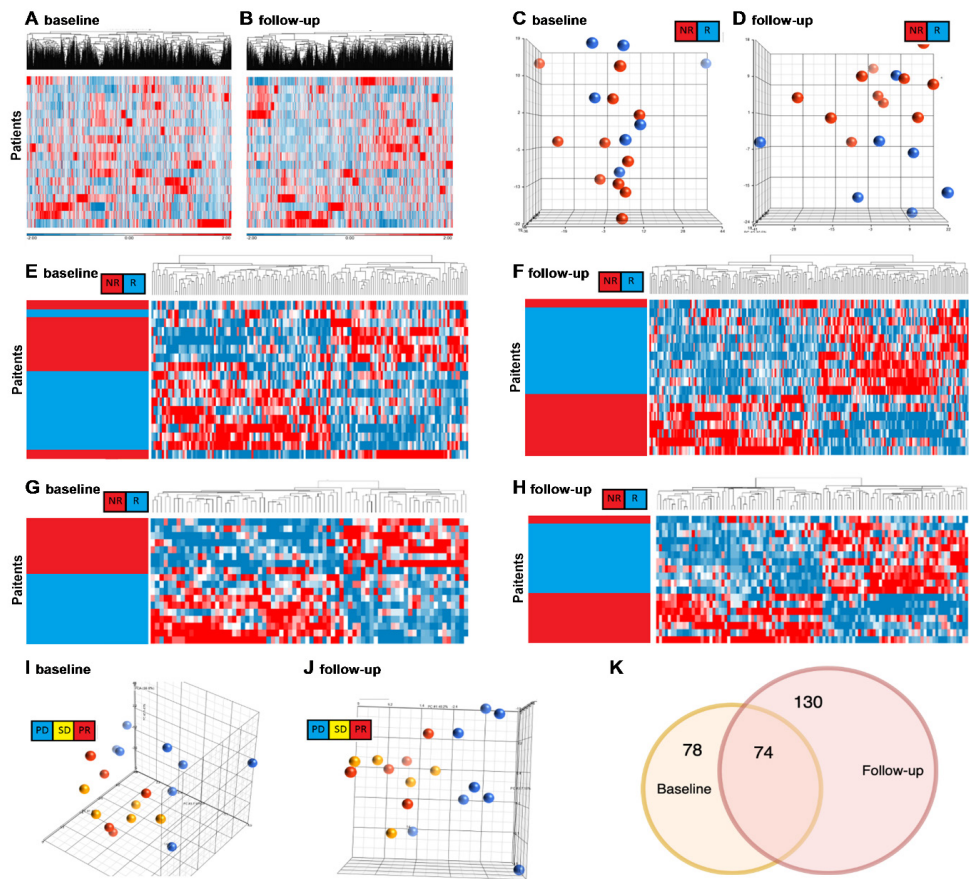 A baseline
B follow-up
C baseline
D follow-up
NR R
NR R
Patients
-2.00 0.00 2.00
-2.00 0.00 2.00
E baseline
NR R
F follow-up
NR R
Paitents
Paitents
G baseline
NR R
H follow-up
NR R
Patients
Paitents
I baseline
J follow-up
K
PD SD PR
PD SD PR
130
78
74
Baseline
Follow-up